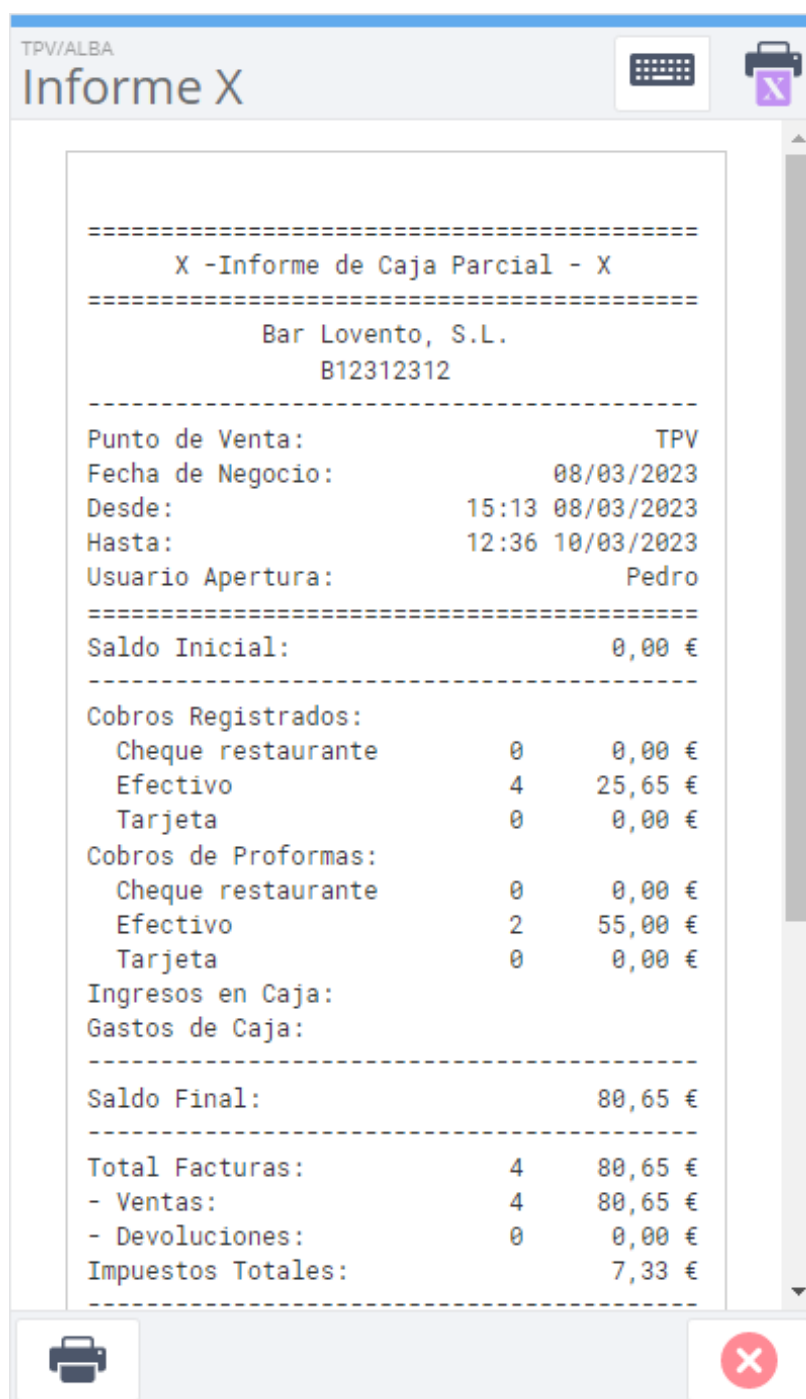 TPV/ALBA
Informe X
X
==========================================
X -Informe de Caja Parcial - X
==========================================
Bar Lovento, S.L.
B12312312
------------------------------------------
Punto de Venta: TPV
Fecha de Negocio: 08/03/2023
Desde: 15:13 08/03/2023
Hasta: 12:36 10/03/2023
Usuario Apertura: Pedro
==========================================
Saldo Inicial: 0,00 €
------------------------------------------
Cobros Registrados:
Cheque restaurante 0 0,00 €
Efectivo 4 25,65 €
Tarjeta 0 0,00 €
Cobros de Proformas:
Cheque restaurante 0 0,00 €
Efectivo 2 55,00 €
Tarjeta 0 0,00 €
Ingresos en Caja:
Gastos de Caja:
------------------------------------------
Saldo Final: 80,65 €
------------------------------------------
Total Facturas: 4 80,65 €
- Ventas: 4 80,65 €
- Devoluciones: 0 0,00 €
Impuestos Totales: 7,33 €
------------------------------------------